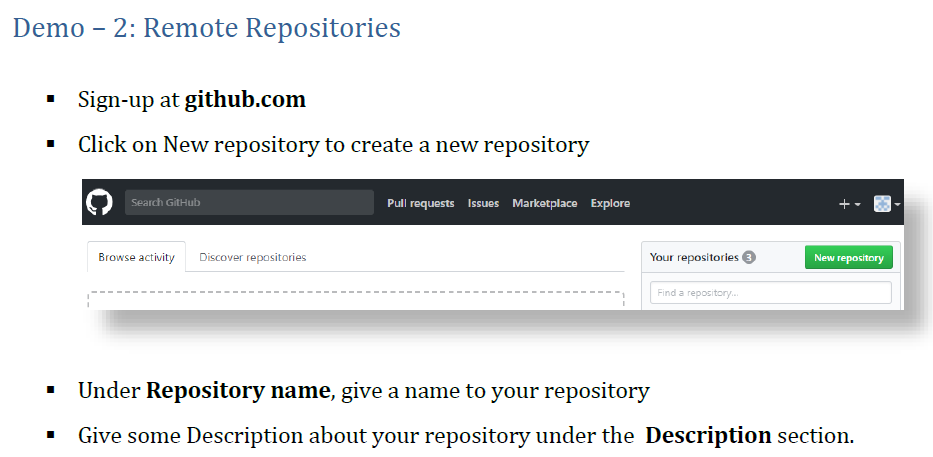 Demo – 2: Remote Repositories
▪ Sign-up at github.com
▪ Click on New repository to create a new repository
Search GitHub Pull requests Issues Marketplace Explore
Browse activity Discover repositories Your repositories 3 New repository
Find a repository...
▪ Under Repository name, give a name to your repository
▪ Give some Description about your repository under the Description section.